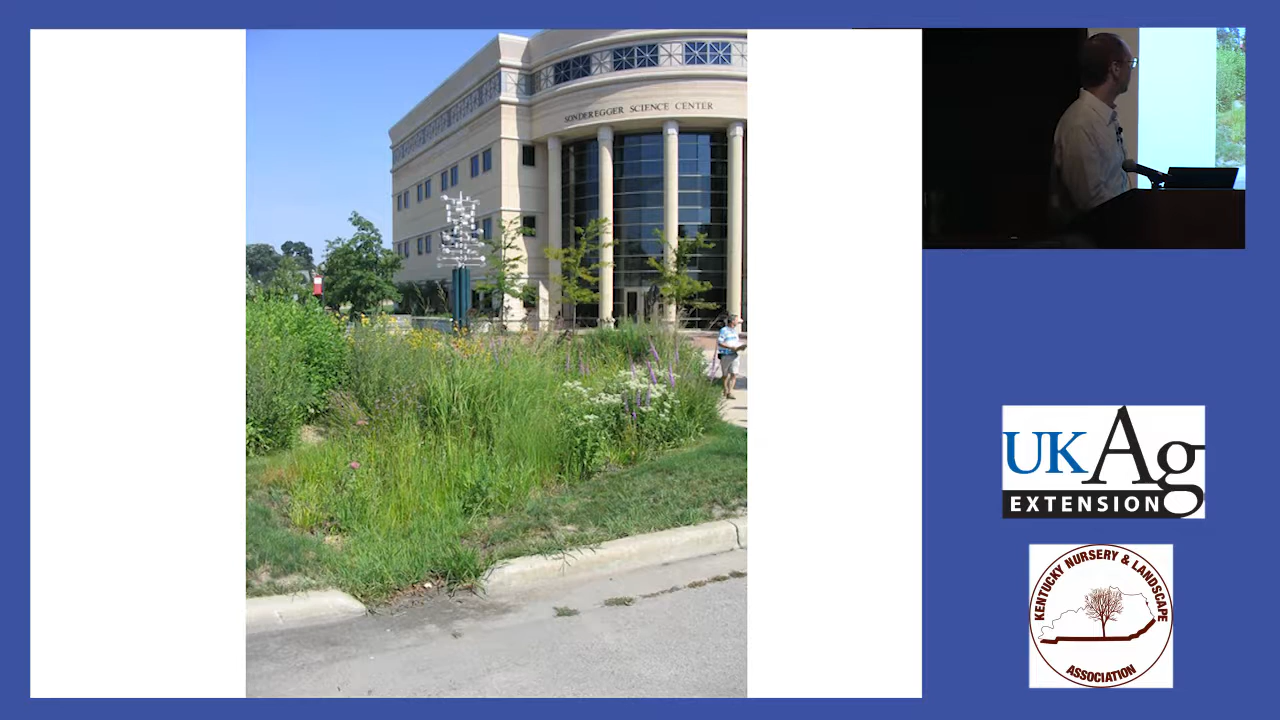 SONDEREGGER SCIENCE CENTER
UKAg
EXTENSION
KENTUCKY NURSERY & LANDSCAPE
ASSOCIATION